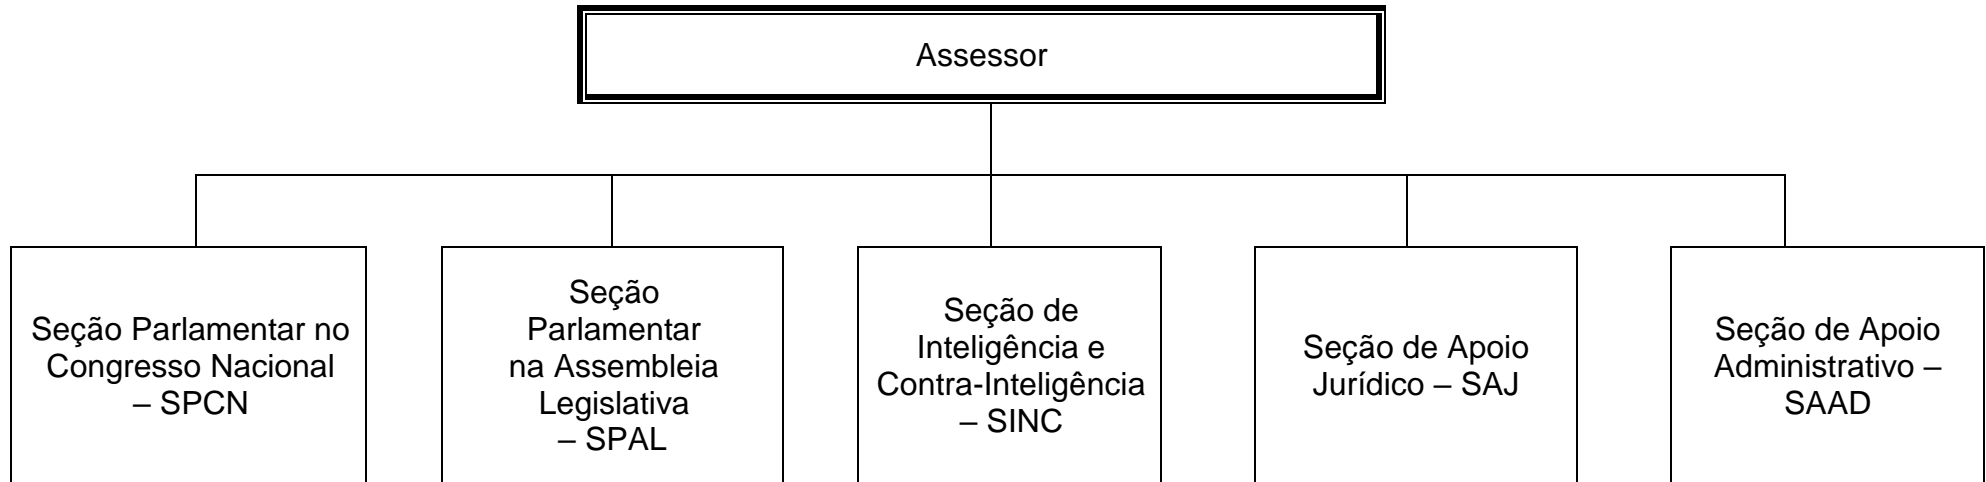 Assessor
Seção Parlamentar no
Congresso Nacional
– SPCN
Seção
Parlamentar
na Assembleia
Legislativa
– SPAL
Seção de
Inteligência e
Contra-Inteligência
– SINC
Seção de Apoio
Jurídico – SAJ
Seção de Apoio
Administrativo –
SAAD